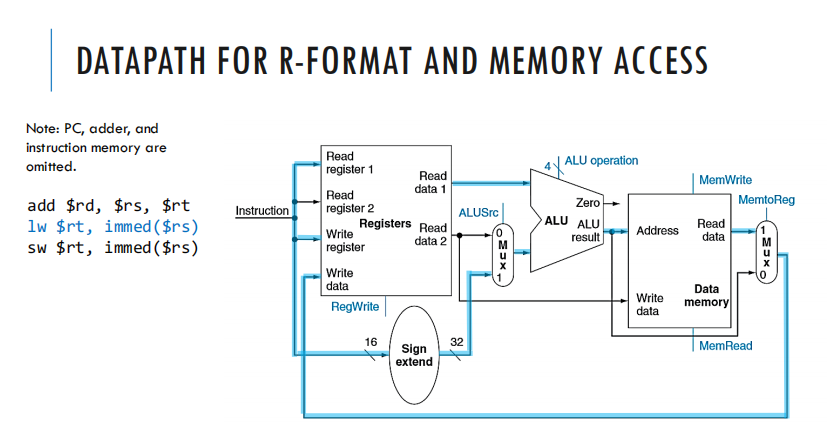 DATAPATH FOR R-FORMAT AND MEMORY ACCESS
Note: PC, adder, and
instruction memory are
omitted.
add $rd, $rs, $rt
lw $rt, immed($rs)
sw $rt, immed($rs)
Instruction
Read
register 1
Read
register 2
Write
register
Write
data
Registers
Read
data 1
Read
data 2
RegWrite
16
Sign
extend
32
ALUSrc
0
Mux
1
4
ALU operation
Zero
ALU
ALU
result
MemWrite
Address
Read
data
Write
data
Data
memory
MemRead
MemtoReg
1
Mux
0